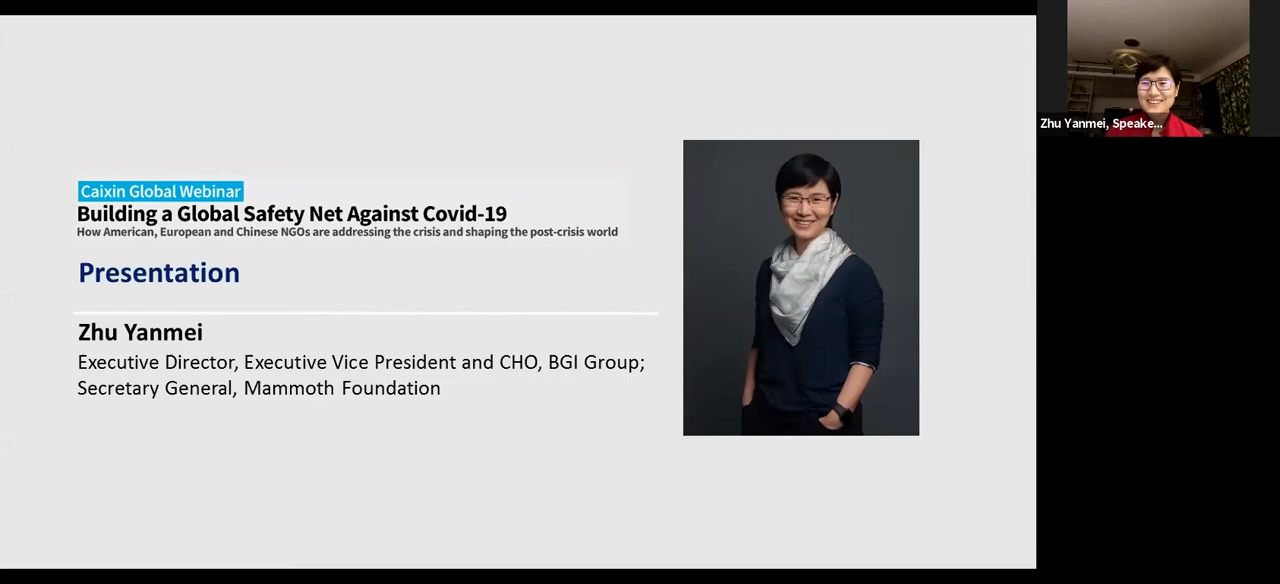 Caixin Global Webinar
Building a Global Safety Net Against Covid-19
How American, European and Chinese NGOs are addressing the crisis and shaping the post-crisis world
Presentation
Zhu Yanmei
Executive Director, Executive Vice President and CHO, BGI Group;
Secretary General, Mammoth Foundation
Zhu Yanmei, Speake...